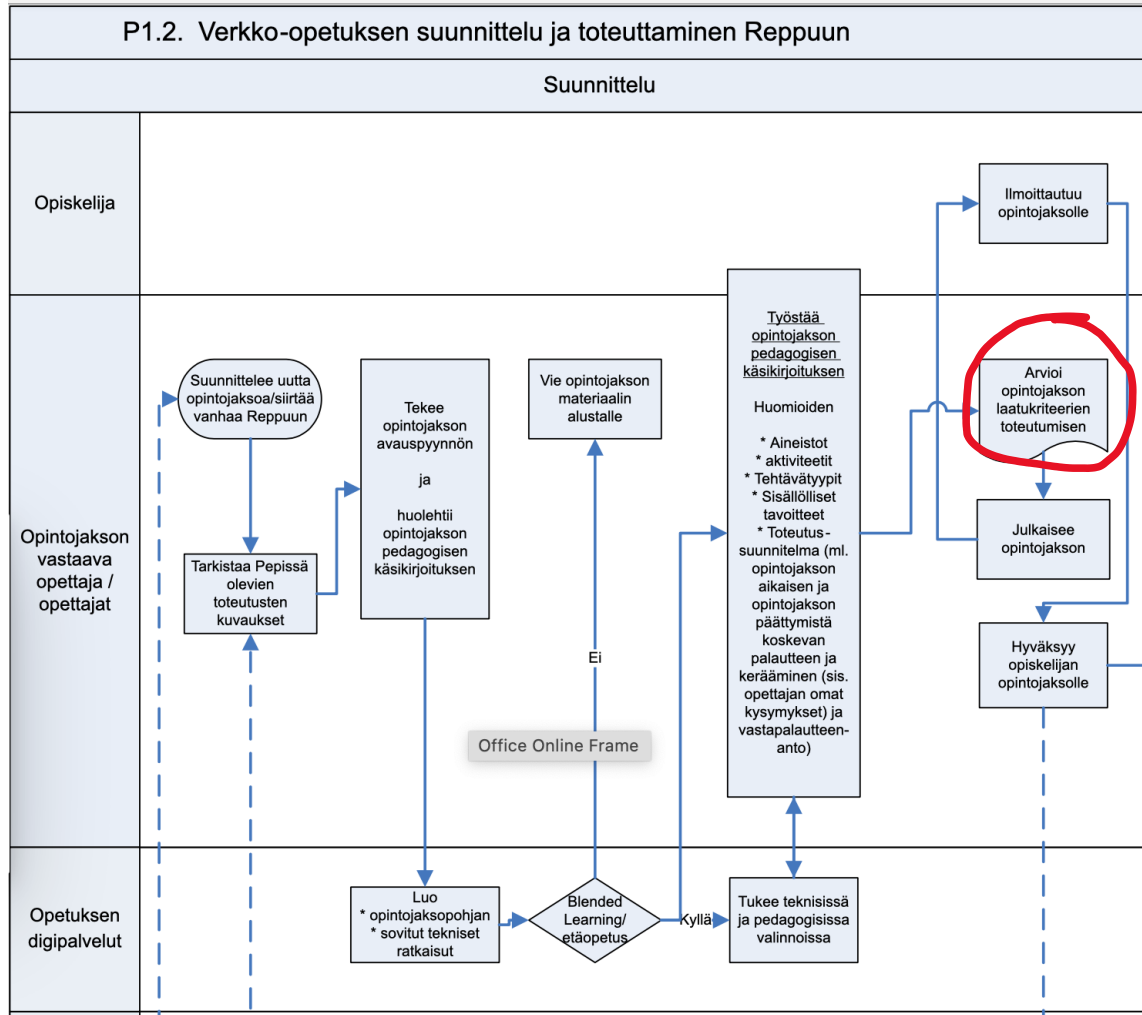 P1.2. Verkko-opetuksen suunnittelu ja toteuttaminen Reppuun
Suunnittelu
Opiskelija
Ilmoittautuu
opintojaksolle
Opintojakson
vastaava
opettaja /
opettajat
Suunnittelee uutta
opintojaksoa/siirtää
vanhaa Reppuun
Tarkistaa Pepissä
olevien
toteutusten
kuvaukset
Tekee
opintojakson
avauspyynnön
ja
huolehtii
opintojakson
pedagogisen
käsikirjoituksen
Vie opintojakson
materiaalin
alustalle
Ei
Office Online Frame
Työstää
opintojakson
pedagogisen
käsikirjoituksen
Huomioiden
* Aineistot
* aktiviteetit
* Tehtävätyypit
* Sisällölliset
tavoitteet
* Toteutus-
suunnitelma (ml.
opintojakson
aikaisen ja
opintojakson
päättymistä
koskevan
palautteen ja
kerääminen (sis.
opettajan omat
kysymykset) ja
vastapalautteen-
anto)
Arvioi
opintojakson
laatukriteerien
toteutumisen
Julkaisee
opintojakson
Hyväksyy
opiskelijan
opintojaksolle
Opetuksen
digipalvelut
Luo
* opintojaksopohjan
* sovitut tekniset
ratkaisut
Blended
Learning/
etäopetus
Kyllä
Tukee teknisissä
ja pedagogisissa
valinnoissa